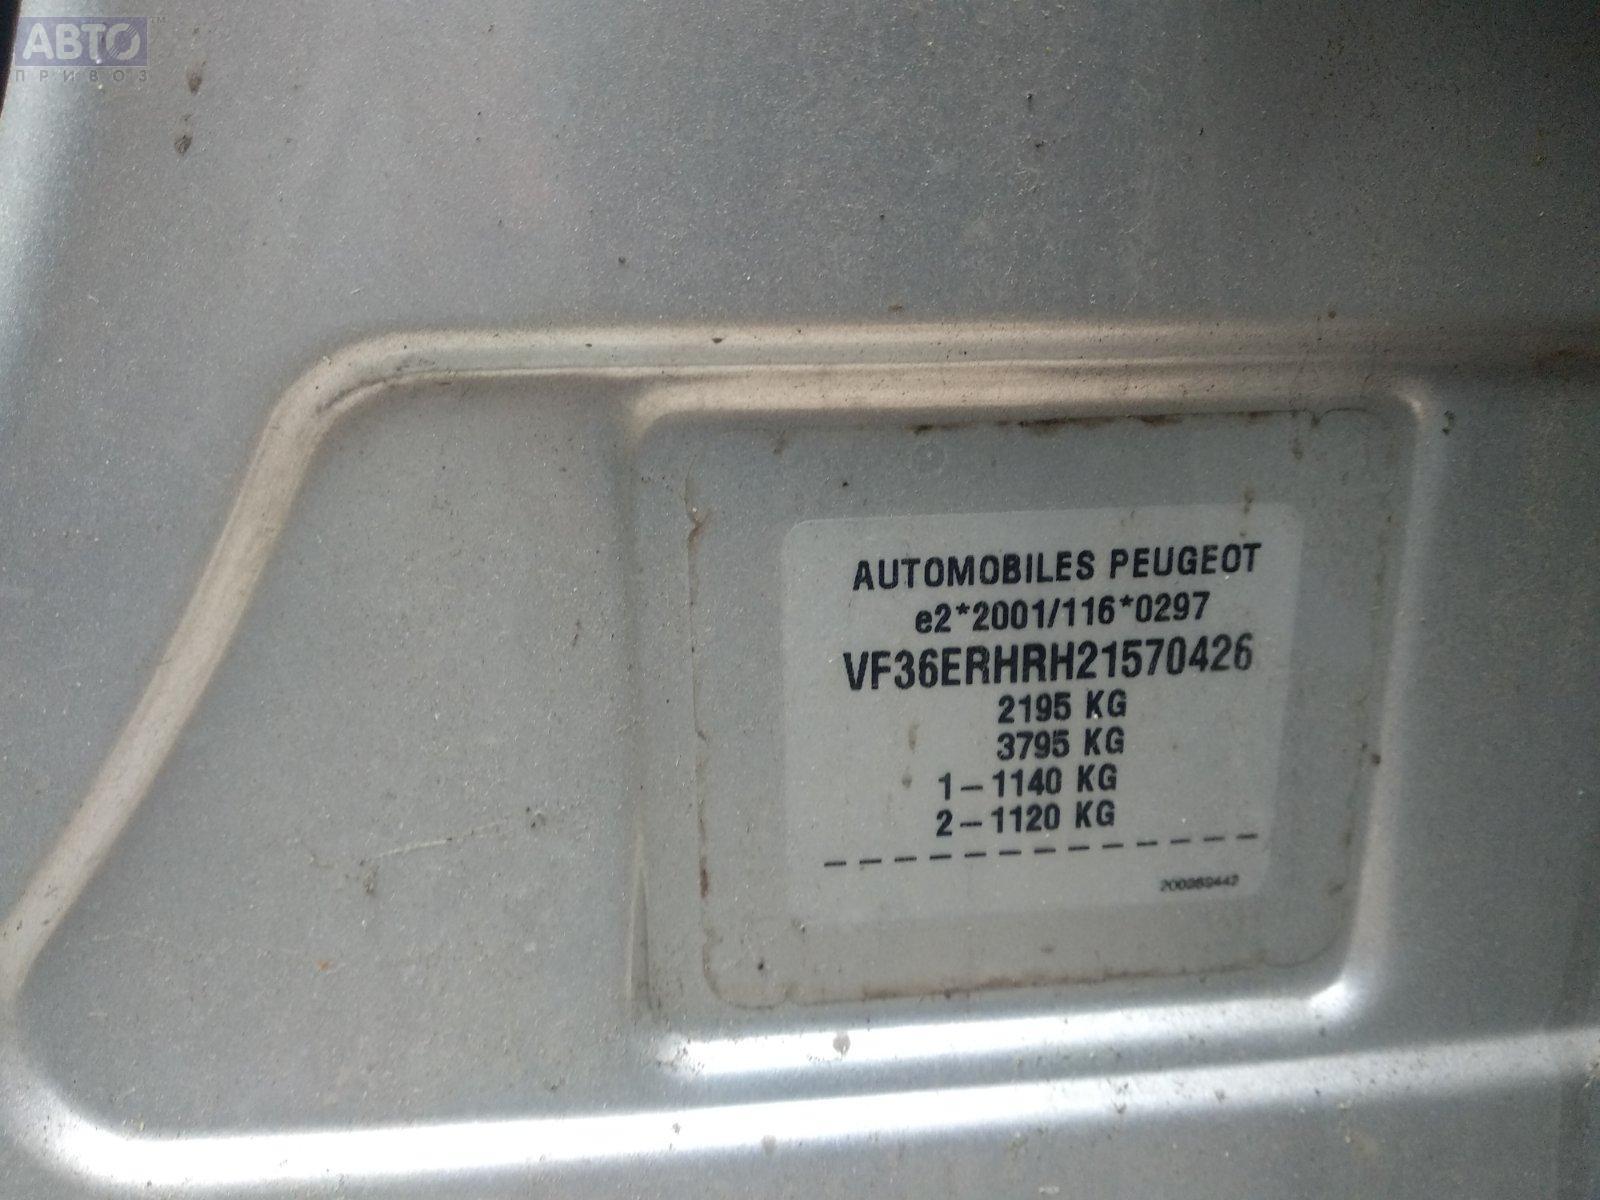 АВТО
ПРИВОЗ
AUTOMOBILES PEUGEOT
e2*2001/116*0297
VF36ERHRH21570426
2195 KG
3795 KG
1-1140 KG
2-1120 KG